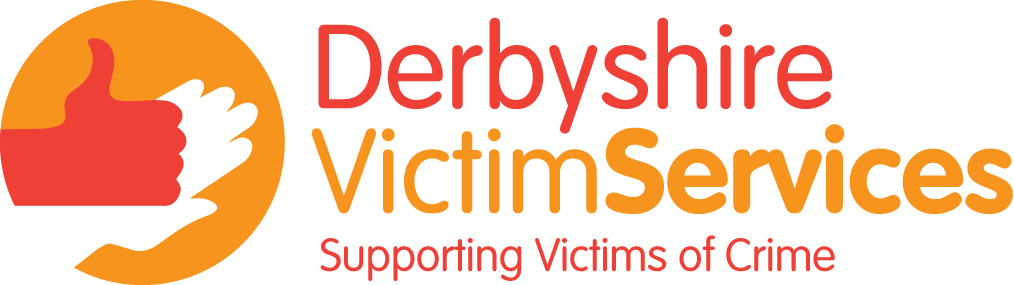 Derbyshire
VictimServices
Supporting Victims of Crime